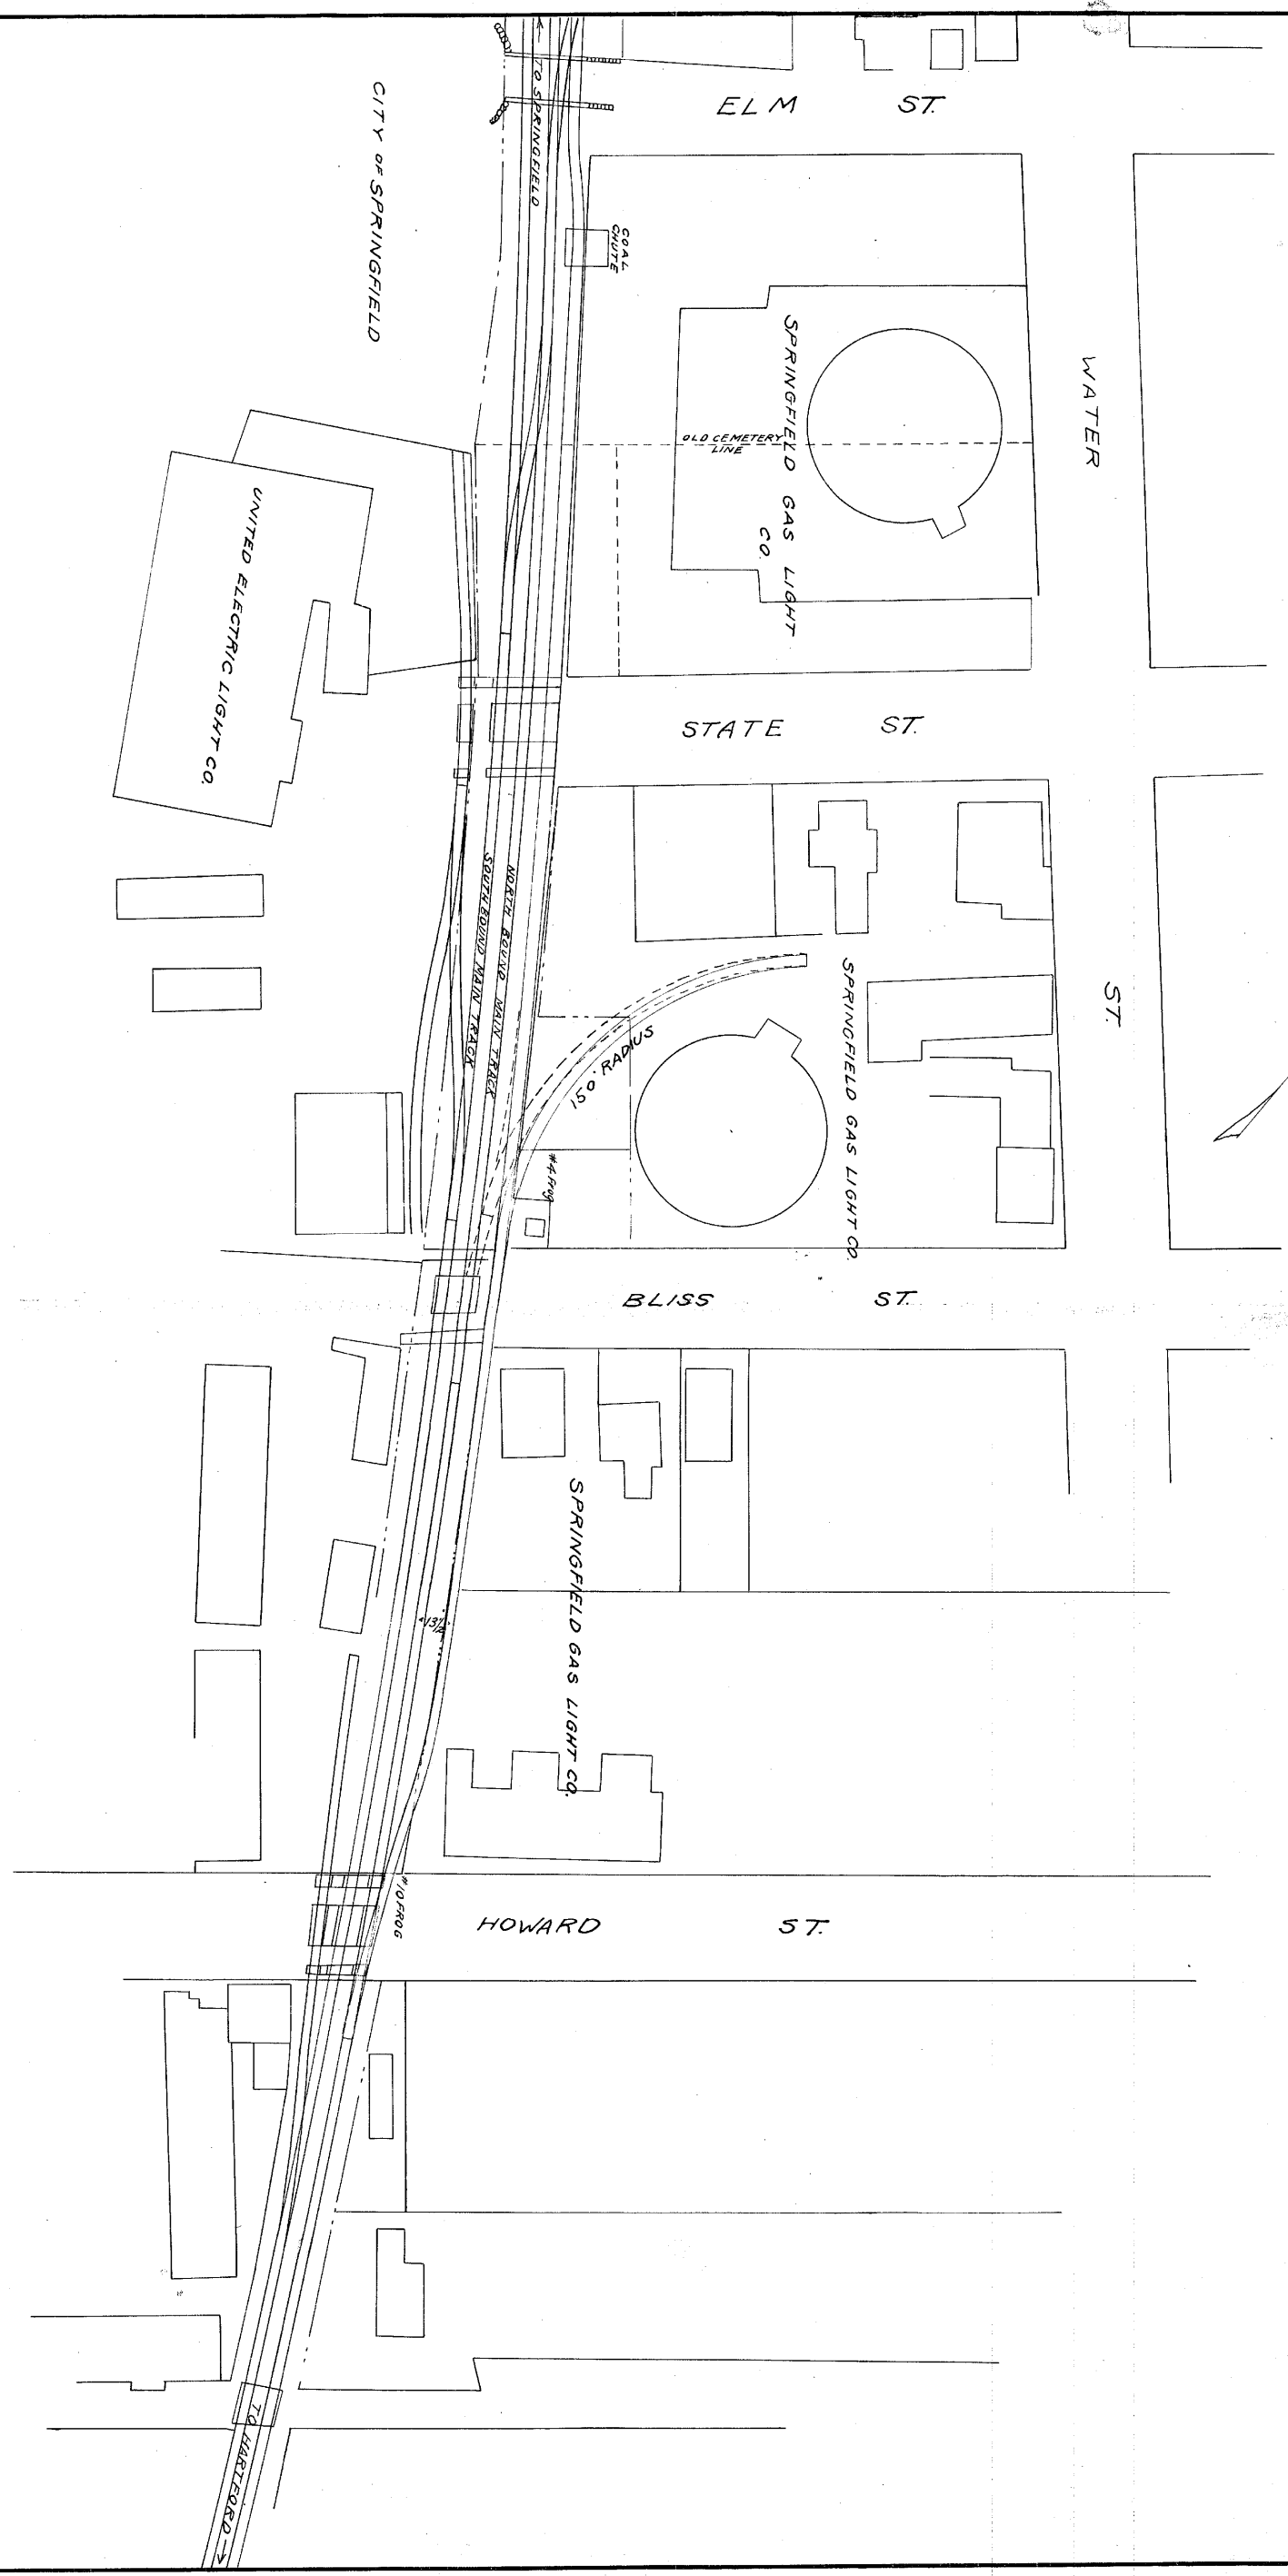 ELM ST.
TO SPRINGFIELD
CITY OF SPRINGFIELD
COAL
CHUTE
SPRINGFIELD GAS LIGHT
CO.
WATER ST.
OLD CEMETERY
LINE
UNITED ELECTRIC LIGHT CO.
STATE ST.
NORTH BOUND MAIN TRACK
SOUTH BOUND MAIN TRACK
SPRINGFIELD GAS LIGHT CO.
150' RADIUS
#4 Frog
BLISS ST.
SPRINGFIELD GAS LIGHT CO.
#10 FROG
HOWARD ST.
TO HARTFORD